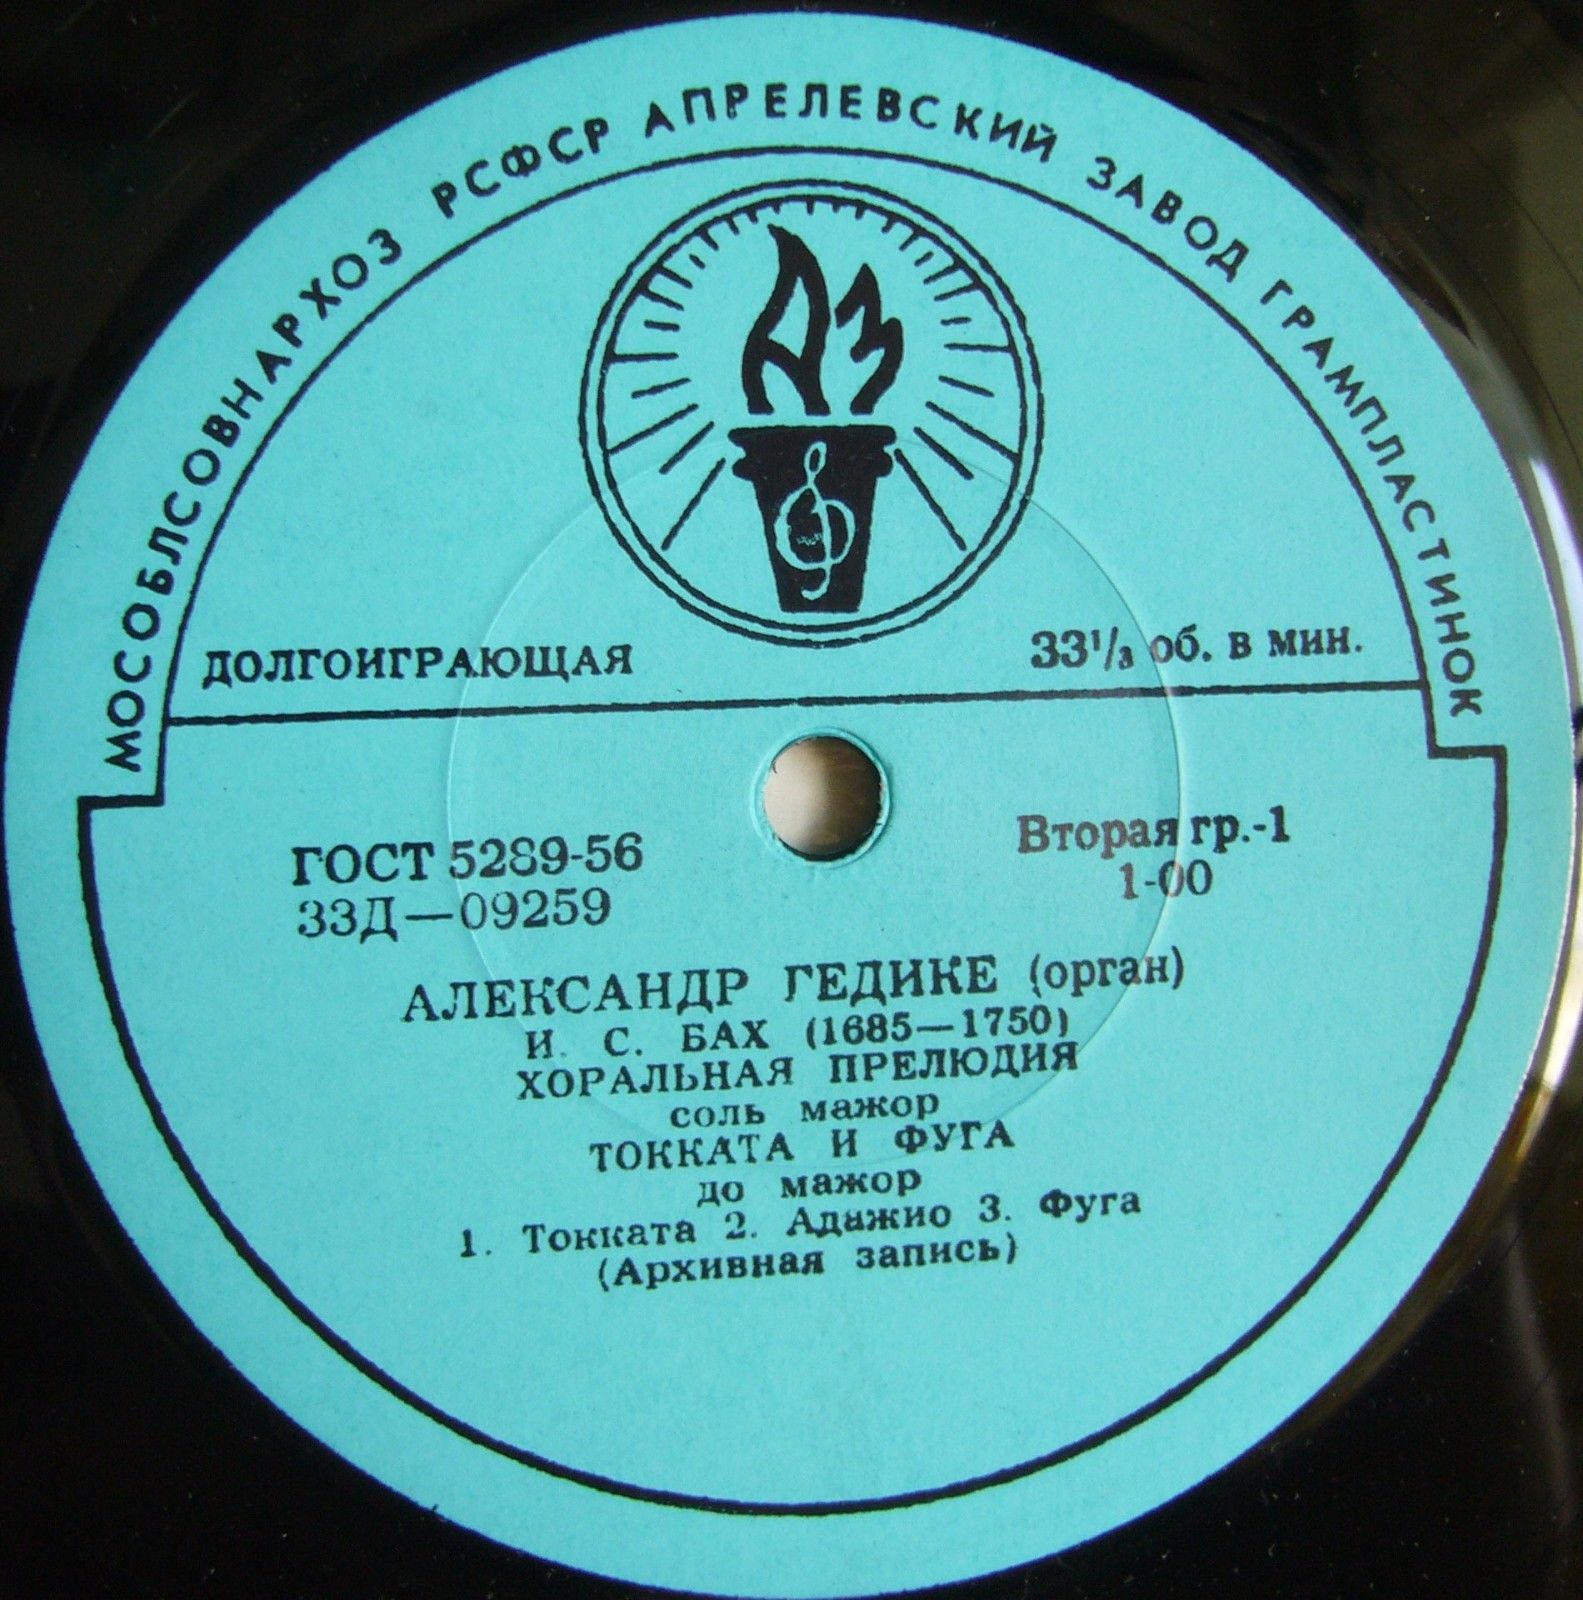 МОСОБЛСОВНАРХОЗ РСФСР АПРЕЛЕВСКИЙ ЗАВОД ГРАМПЛАСТИНОК
АЗ
ДОЛГОИГРАЮЩАЯ
33⅓ об. в мин.
ГОСТ 5289-56
33Д—09259
Вторая гр.-1
1-00
АЛЕКСАНДР ГЕДИКЕ (орган)
И. С. БАХ (1685—1750)
ХОРАЛЬНАЯ ПРЕЛЮДИЯ
соль мажор
ТОККАТА И ФУГА
до мажор
1. Токката 2. Адажио 3. Фуга
(Архивная запись)